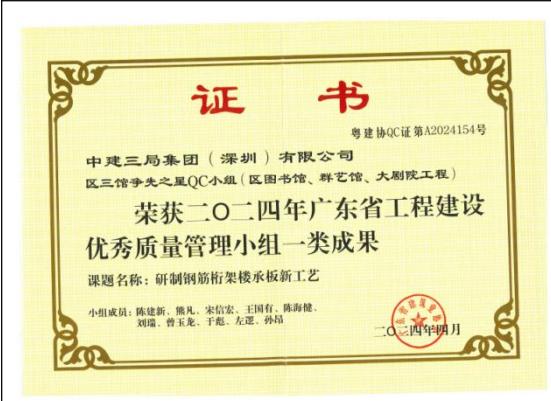 证 书
粤建协QC证第A2024154号
中建三局集团（深圳）有限公司
区三馆争先之星QC小组（区图书馆、群艺馆、大剧院工程）
荣获二〇二四年广东省工程建设
优秀质量管理小组一类成果
课题名称：研制钢筋桁架楼承板新工艺
小组成员：陈建新、熊凡、宋信宏、王国有、陈海健、
刘瑞、曾玉龙、于彪、左逻、孙昂
二〇二四年四月